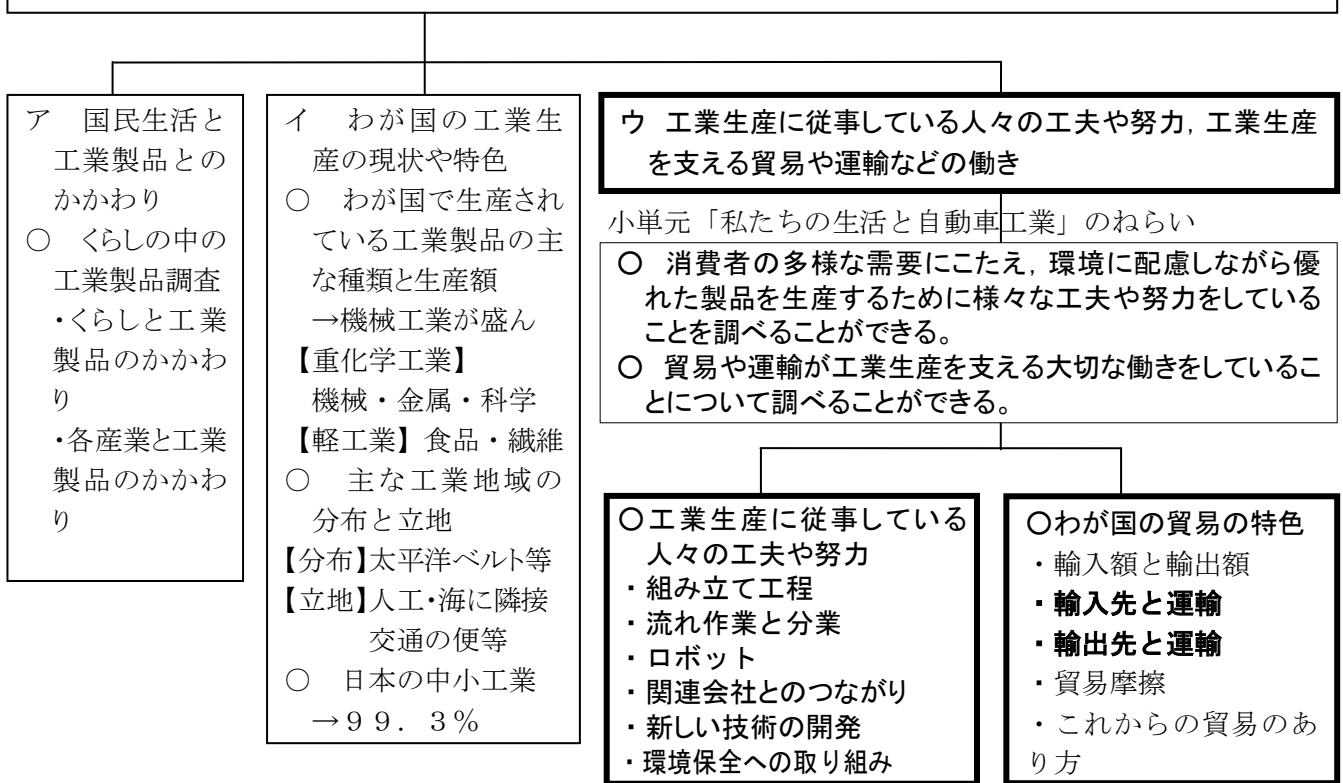 ア　国民生活と
工業製品との
かかわり
○　くらしの中の
工業製品調査
・くらしと工業
製品のかかわ
り
・各産業と工業
製品のかかわ
り
イ　わが国の工業生
産の現状や特色
○　わが国で生産され
ている工業製品の主
な種類と生産額
→機械工業が盛ん
【重化学工業】
機械・金属・科学
【軽工業】食品・繊維
○　主な工業地域の
分布と立地
【分布】太平洋ベルト等
【立地】人工・海に隣接
交通の便等
○　日本の中小工業
→９９．３％
ウ　工業生産に従事している人々の工夫や努力，工業生産
を支える貿易や運輸などの働き
小単元「私たちの生活と自動車工業」のねらい
○　消費者の多様な需要にこたえ，環境に配慮しながら優
れた製品を生産するために様々な工夫や努力をしている
ことを調べることができる。
○　貿易や運輸が工業生産を支える大切な働きをしているこ
とについて調べることができる。
○工業生産に従事している
人々の工夫や努力
・組み立て工程
・流れ作業と分業
・ロボット
・関連会社とのつながり
・新しい技術の開発
・環境保全への取り組み
○わが国の貿易の特色
・輸入額と輸出額
・輸入先と運輸
・輸出先と運輸
・貿易摩擦
・これからの貿易のあ
り方